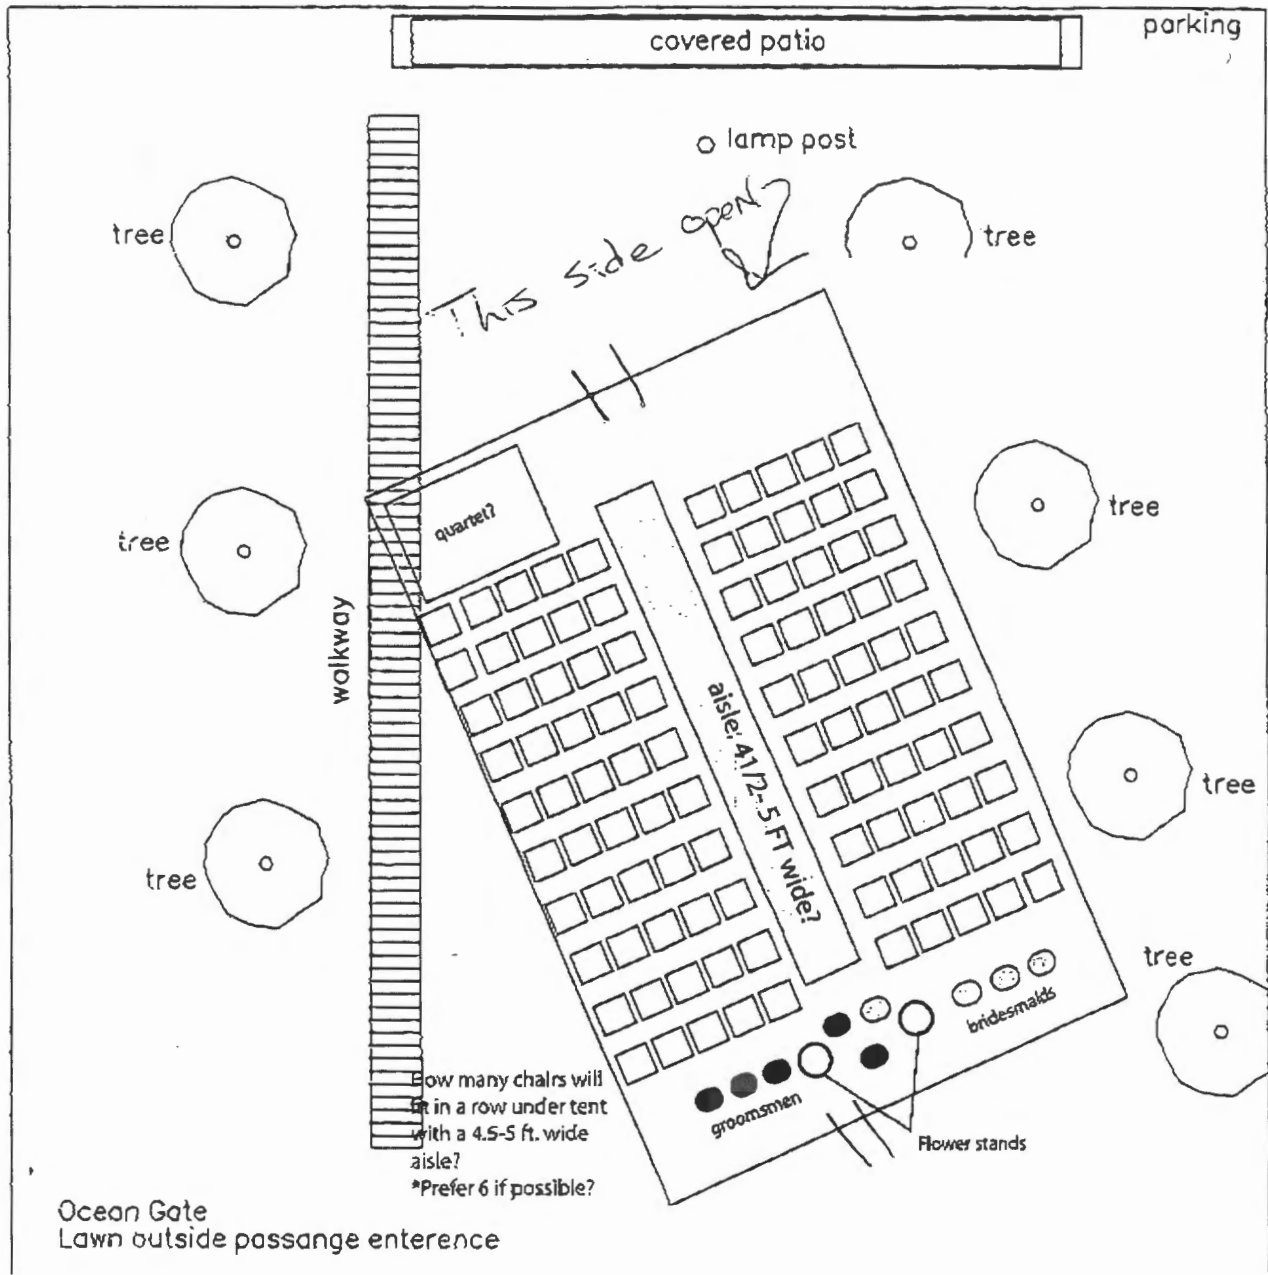 parking
covered patio
lamp post
This side open
tree
tree
quartet?
tree
tree
walkway
aisle: 4 1/2-.5 FT wide?
tree
tree
tree
bridesmaids
groomsmen
Flower stands
How many chairs will
fit in a row under tent
with a 4.5-5 ft. wide
aisle?
*Prefer 6 if possible?
Ocean Gate
Lawn outside passange enterence